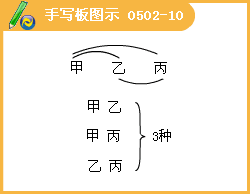 手写板图示 0502-10
甲 乙 丙
甲 乙
甲 丙 3种
乙 丙